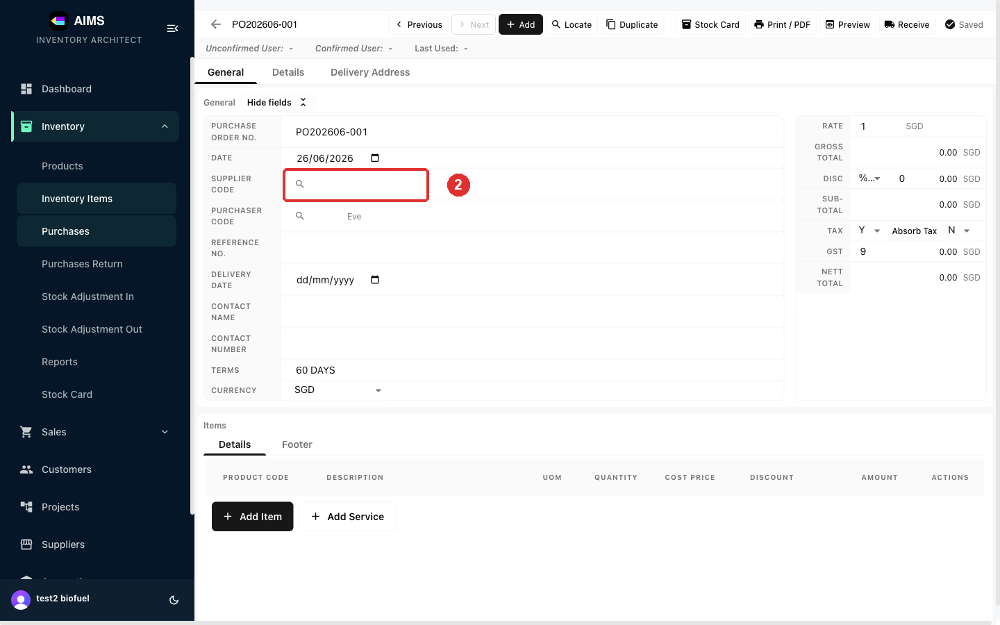 AIMS
INVENTORY ARCHITECT
Dashboard
Inventory
Products
Inventory Items
Purchases
Purchases Return
Stock Adjustment In
Stock Adjustment Out
Reports
Stock Card
Sales
Customers
Projects
Suppliers
test2 biofuel
PO202606-001
Previous
Next
Add
Locate
Duplicate
Stock Card
Print / PDF
Preview
Receive
Saved
Unconfirmed User: -
Confirmed User: -
Last Used: -
General
Details
Delivery Address
General
Hide fields
PURCHASE ORDER NO.
PO202606-001
DATE
26/06/2026
SUPPLIER CODE
2
PURCHASER CODE
Eve
REFERENCE NO.
DELIVERY DATE
dd/mm/yyyy
CONTACT NAME
CONTACT NUMBER
TERMS
60 DAYS
CURRENCY
SGD
RATE
1
SGD
GROSS TOTAL
0.00 SGD
DISC
%...
0
0.00 SGD
SUB-TOTAL
0.00 SGD
TAX
Y
Absorb Tax
N
GST
9
0.00 SGD
NETT TOTAL
0.00 SGD
Items
Details
Footer
PRODUCT CODE
DESCRIPTION
UOM
QUANTITY
COST PRICE
DISCOUNT
AMOUNT
ACTIONS
Add Item
Add Service